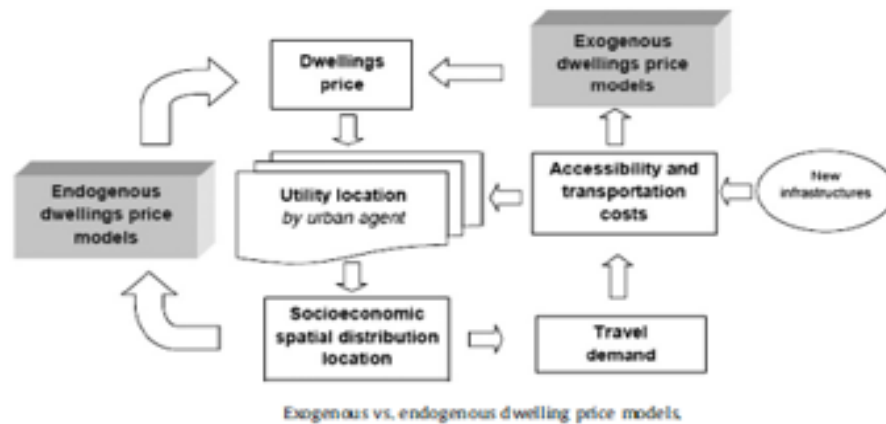 Dwellings
price
Exogenous
dwellings price
models
Endogenous
dwellings price
models
Utility location
by urban agent
Accessibility and
transportation
costs
New
infrastructures
Socioeconomic
spatial distribution
location
Travel
demand
Exogenous vs. endogenous dwelling price models.